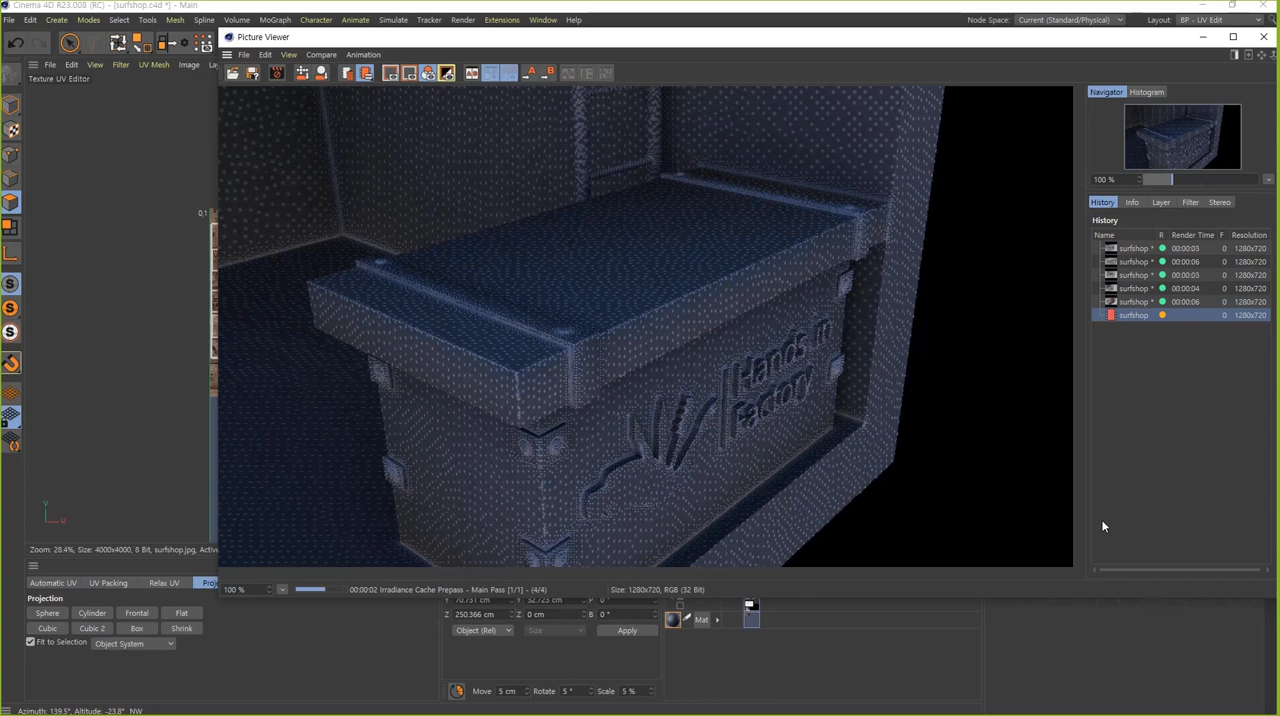 Cinema 4D R23.008 (RC) - [surfshop.c4d *] - Main
File Edit Create Modes Select Tools Mesh Spline Volume MoGraph Character Animate Simulate Tracker Render Extensions Window Help
Node Space: Current (Standard/Physical) Layout: BP - UV Edit
Picture Viewer
File Edit View Compare Animation
File Edit View Filter UV Mesh Image
Texture UV Editor
Navigator Histogram
100 %
History Info Layer Filter Stereo
History
Name R Render Time F Resolution
surfshop * 00:00:03 0 1280x720
surfshop * 00:00:06 0 1280x720
surfshop * 00:00:03 0 1280x720
surfshop * 00:00:04 0 1280x720
surfshop * 00:00:06 0 1280x720
surfshop 0 1280x720
0,1
Hands in
Factory
V
U
Zoom: 28.4%, Size: 4000x4000, 8 Bit, surfshop.jpg,
100 % 00:00:02 Irradiance Cache Prepass - Main Pass [1/1] - (4/4) Size: 1280x720, RGB (32 Bit)
Automatic UV UV Packing Relax UV
Projection
Sphere Cylinder Frontal Flat
Cubic Cubic 2 Box Shrink
Fit to Selection Object System
Z 250.366 cm Z 0 cm B 0 °
Object (Rel) Size Apply
Mat
Move 5 cm Rotate 5 ° Scale 5 %
Azimuth: 139.5°, Altitude: -23.8° NW